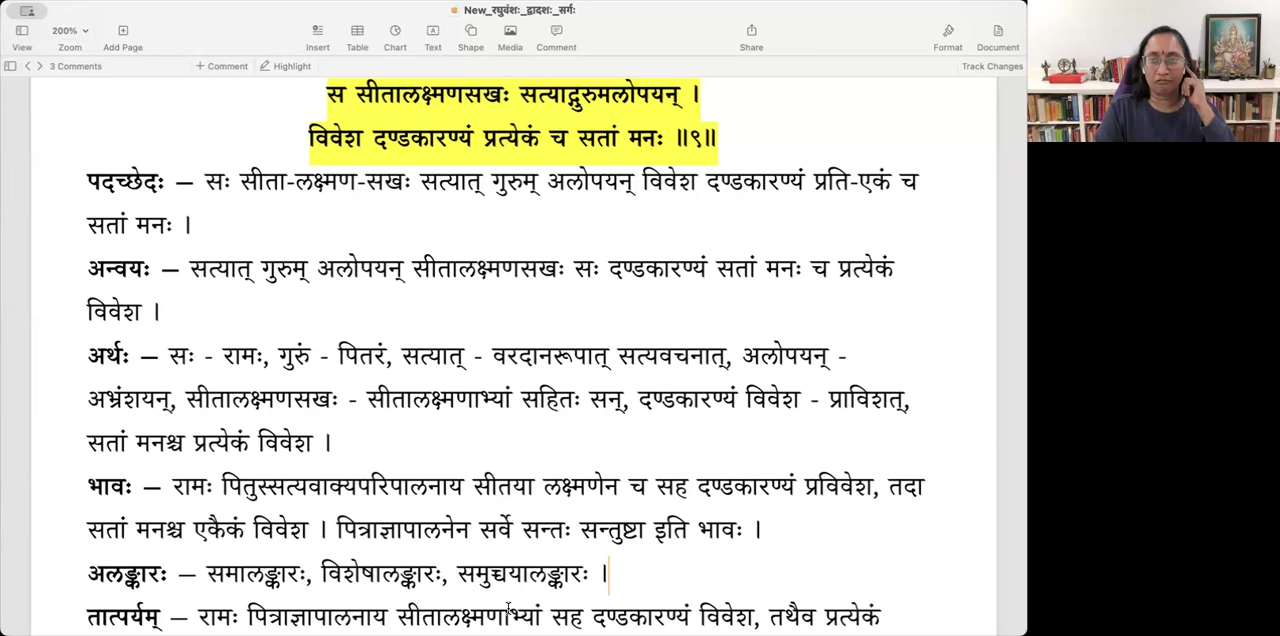 New_रघुवंशः_द्वादशः_सर्गः
View
200%
Zoom
Add Page
Insert
Table
Chart
Text
Shape
Media
Comment
Share
Format
Document
3 Comments
+ Comment
Highlight
Track Changes
स सीतालक्ष्मणसखः सत्याद्गुरुमलोपयन् ।
विवेश दण्डकारण्यं प्रत्येकं च सतां मनः ॥९॥
पदच्छेदः – सः सीता-लक्ष्मण-सखः सत्यात् गुरुम् अलोपयन् विवेश दण्डकारण्यं प्रति-एकं च
सतां मनः ।
अन्वयः – सत्यात् गुरुम् अलोपयन् सीतालक्ष्मणसखः सः दण्डकारण्यं सतां मनः च प्रत्येकं
विवेश ।
अर्थः – सः - रामः, गुरुं - पितरं, सत्यात् - वरदानरूपात् सत्यवचनात्, अलोपयन् -
अभ्रंशयन्, सीतालक्ष्मणसखः - सीतालक्ष्मणाभ्यां सहितः सन्, दण्डकारण्यं विवेश - प्राविशत्,
सतां मनश्च प्रत्येकं विवेश ।
भावः – रामः पितुस्सत्यवाक्यपरिपालनाय सीतया लक्ष्मणेन च सह दण्डकारण्यं प्रविवेश, तदा
सतां मनश्च एकैकं विवेश । पित्राज्ञापालनेन सर्वे सन्तः सन्तुष्टा इति भावः ।
अलङ्कारः – समालङ्कारः, विशेषालङ्कारः, समुच्चयालङ्कारः ।
तात्पर्यम् – रामः पित्राज्ञापालनाय सीतालक्ष्मणाभ्यां सह दण्डकारण्यं विवेश, तथैव प्रत्येकं